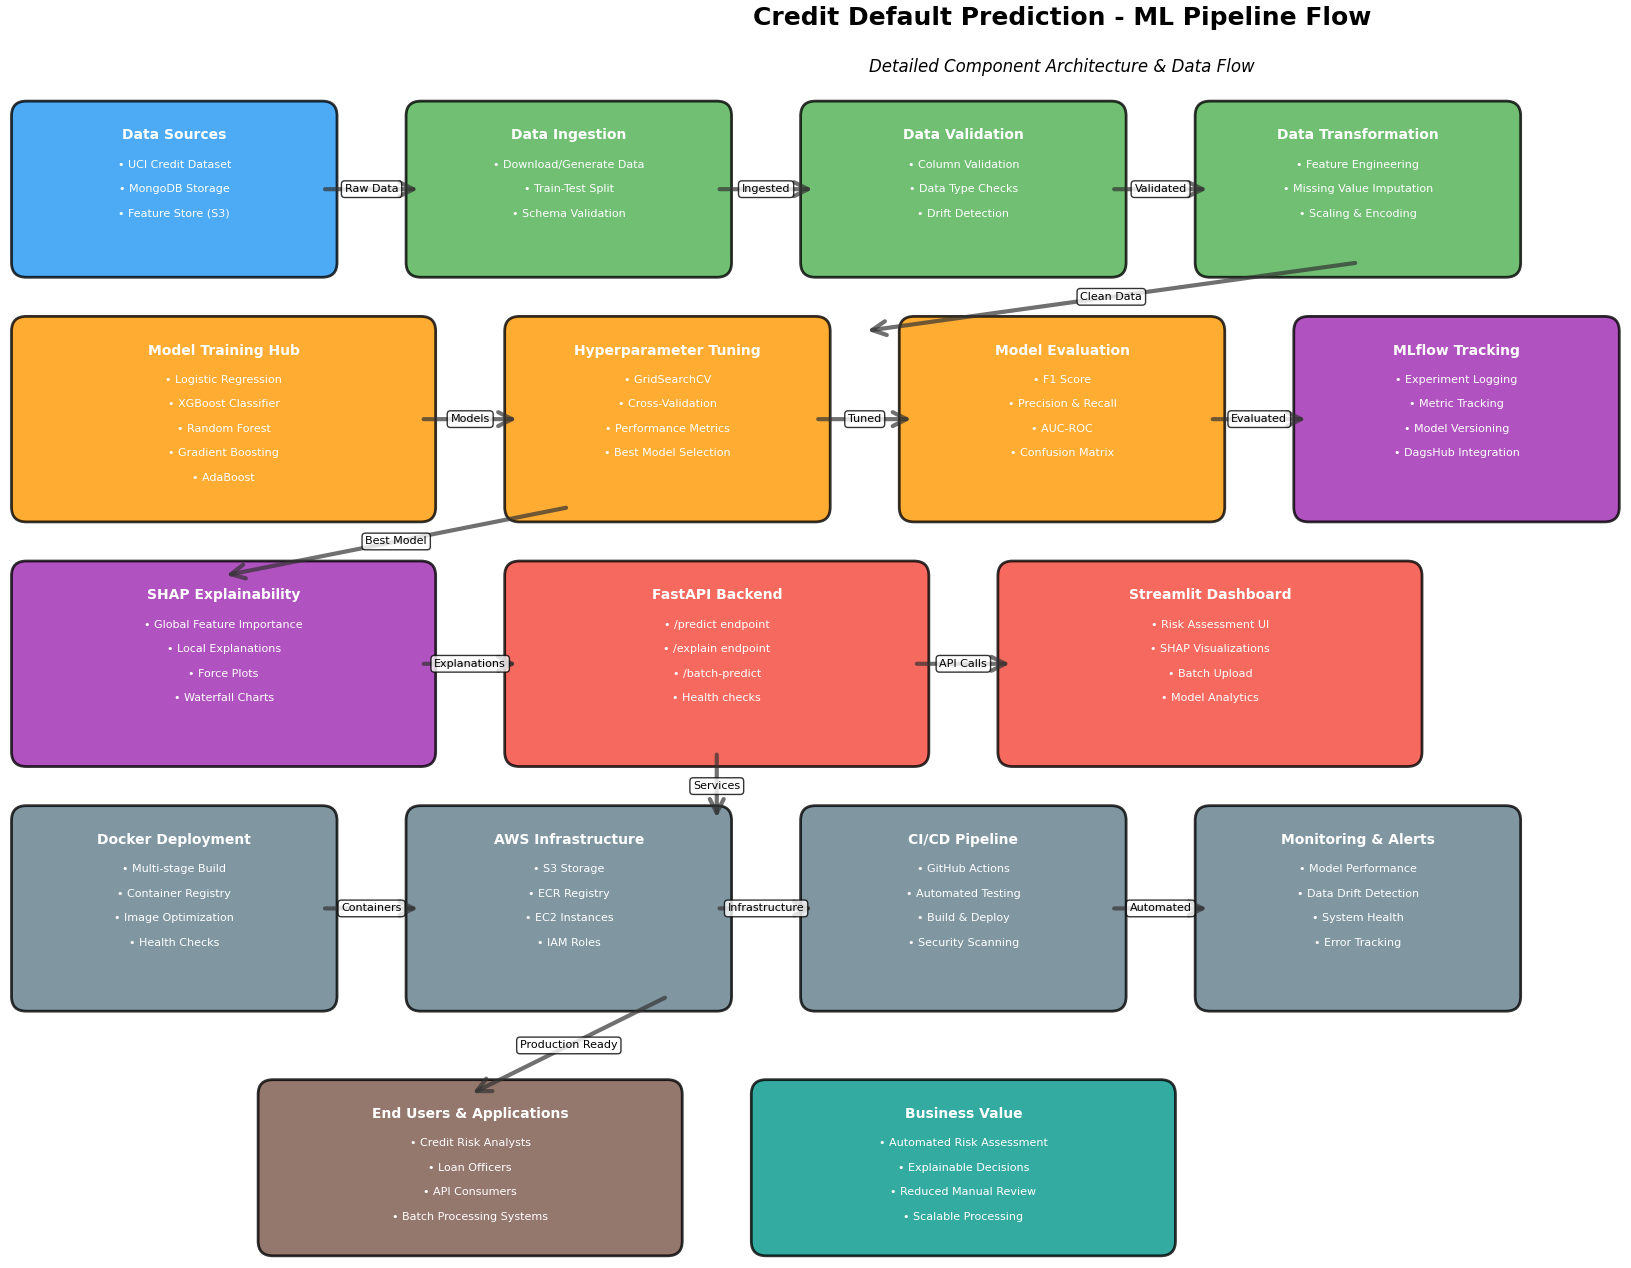 Credit Default Prediction - ML Pipeline Flow
Detailed Component Architecture & Data Flow
Data Sources
• UCI Credit Dataset
• MongoDB Storage
• Feature Store (S3)
Raw Data
Data Ingestion
• Download/Generate Data
• Train-Test Split
• Schema Validation
Ingested
Data Validation
• Column Validation
• Data Type Checks
• Drift Detection
Validated
Data Transformation
• Feature Engineering
• Missing Value Imputation
• Scaling & Encoding
Clean Data
Model Training Hub
• Logistic Regression
• XGBoost Classifier
• Random Forest
• Gradient Boosting
• AdaBoost
Models
Hyperparameter Tuning
• GridSearchCV
• Cross-Validation
• Performance Metrics
• Best Model Selection
Tuned
Model Evaluation
• F1 Score
• Precision & Recall
• AUC-ROC
• Confusion Matrix
Evaluated
MLflow Tracking
• Experiment Logging
• Metric Tracking
• Model Versioning
• DagsHub Integration
Best Model
SHAP Explainability
• Global Feature Importance
• Local Explanations
• Force Plots
• Waterfall Charts
Explanations
FastAPI Backend
• /predict endpoint
• /explain endpoint
• /batch-predict
• Health checks
API Calls
Streamlit Dashboard
• Risk Assessment UI
• SHAP Visualizations
• Batch Upload
• Model Analytics
Services
Docker Deployment
• Multi-stage Build
• Container Registry
• Image Optimization
• Health Checks
Containers
AWS Infrastructure
• S3 Storage
• ECR Registry
• EC2 Instances
• IAM Roles
Infrastructure
CI/CD Pipeline
• GitHub Actions
• Automated Testing
• Build & Deploy
• Security Scanning
Automated
Monitoring & Alerts
• Model Performance
• Data Drift Detection
• System Health
• Error Tracking
Production Ready
End Users & Applications
• Credit Risk Analysts
• Loan Officers
• API Consumers
• Batch Processing Systems
Business Value
• Automated Risk Assessment
• Explainable Decisions
• Reduced Manual Review
• Scalable Processing